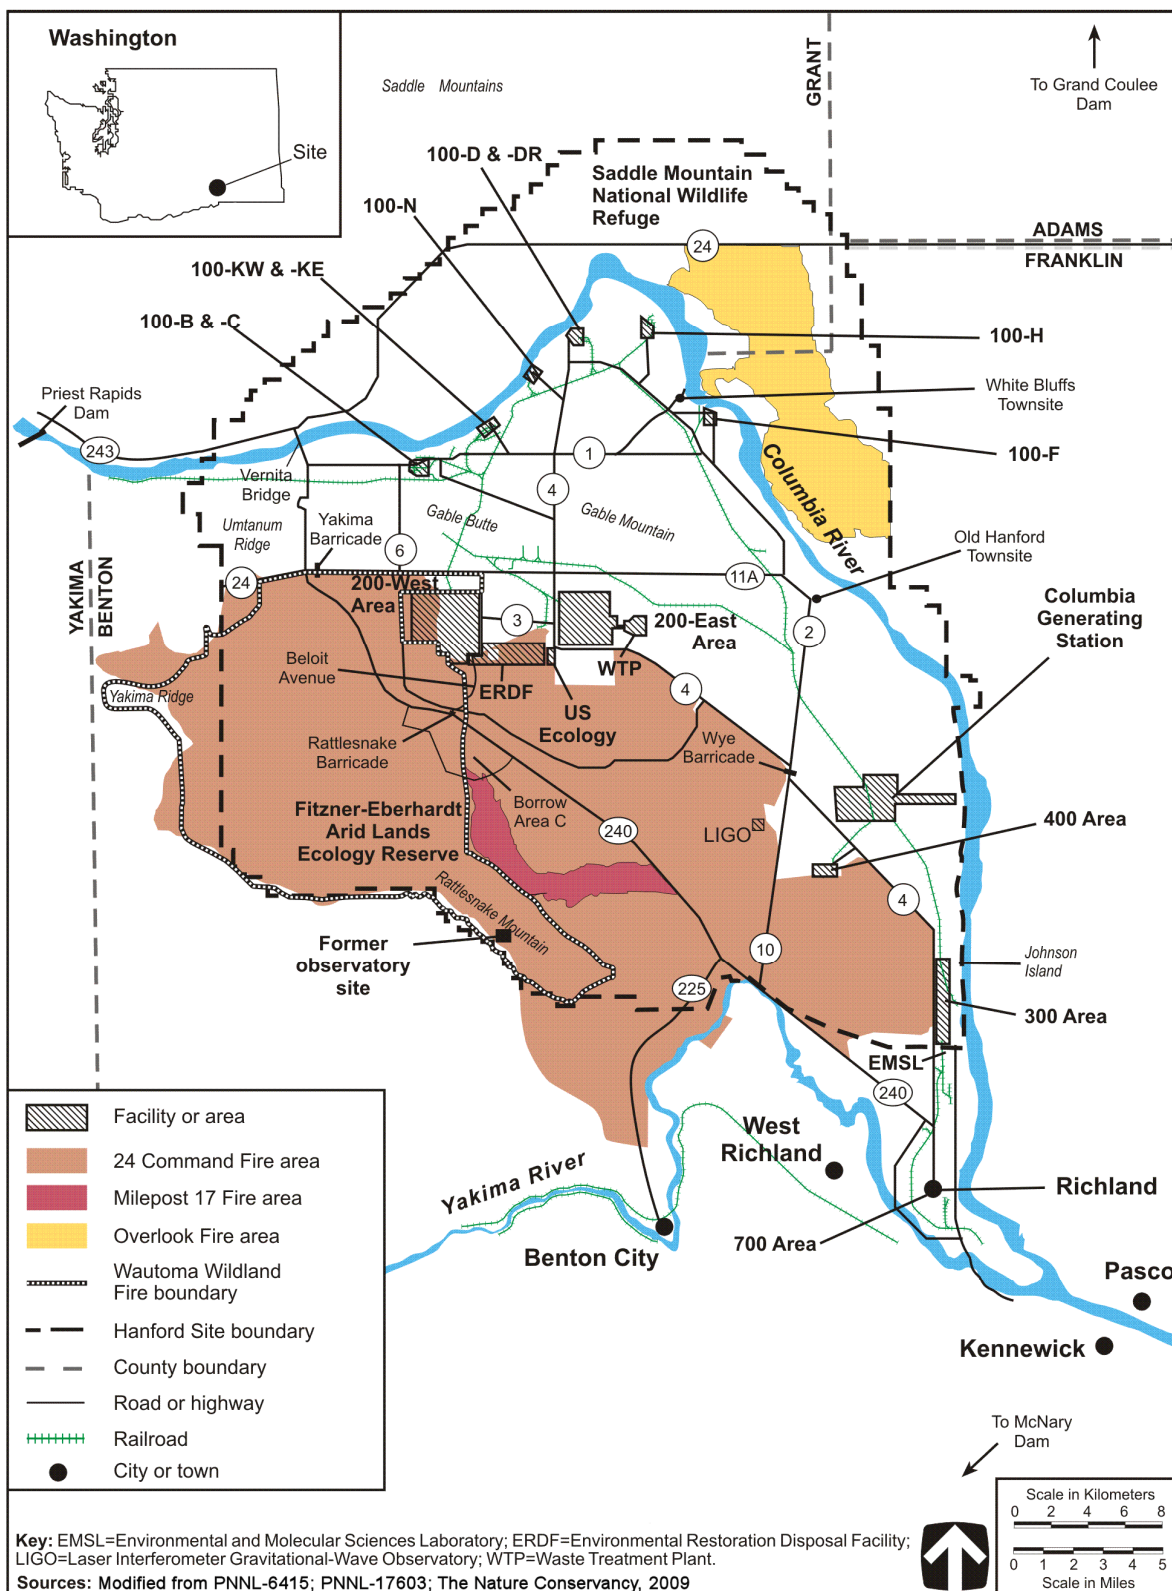 Washington
Site
Saddle Mountains
GRANT
To Grand Coulee
Dam
100-D & -DR
Saddle Mountain
National Wildlife
Refuge
100-N
24
ADAMS
FRANKLIN
100-KW & -KE
100-B & -C
100-H
Priest Rapids
Dam
White Bluffs
Townsite
243
1
100-F
Vernita
Bridge
4
Columbia River
Umtanum
Ridge
Yakima
Barricade
Gable Butte
Gable Mountain
Old Hanford
Townsite
6
24
11A
YAKIMA
BENTON
200-West
Area
Columbia
Generating
Station
3
200-East
Area
2
Beloit
Avenue
WTP
Yakima Ridge
ERDF
4
US
Ecology
Rattlesnake
Barricade
Wye
Barricade
Fitzner-Eberhardt
Arid Lands
Ecology Reserve
Borrow
Area C
240
LIGO
400 Area
Rattlesnake Mountain
4
Former
observatory
site
10
Johnson
Island
225
300 Area
EMSL
240
West
Richland
Yakima River
Richland
700 Area
Benton City
Pasco
Kennewick
Facility or area
24 Command Fire area
Milepost 17 Fire area
Overlook Fire area
Wautoma Wildland
Fire boundary
Hanford Site boundary
County boundary
Road or highway
Railroad
City or town
To McNary
Dam
Scale in Kilometers
0 2 4 6 8
0 1 2 3 4 5
Scale in Miles
Key: EMSL=Environmental and Molecular Sciences Laboratory; ERDF=Environmental Restoration Disposal Facility;
LIGO=Laser Interferometer Gravitational-Wave Observatory; WTP=Waste Treatment Plant.
Sources: Modified from PNNL-6415; PNNL-17603; The Nature Conservancy, 2009